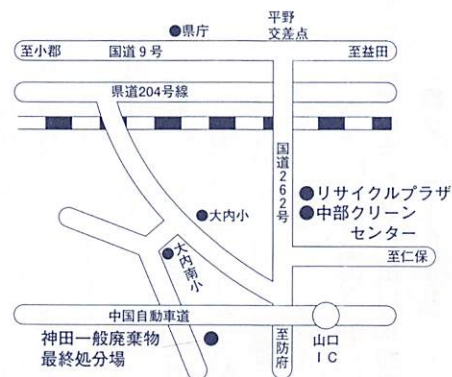 平野
交差点
●県庁
至小郡
国道9号
至益田
県道204号線
国道262号
●リサイクルプラザ
●中部クリーン
センター
●大内小
●大内南小
至仁保
中国自動車道
神田一般廃棄物
最終処分場
至防府
山口
IC